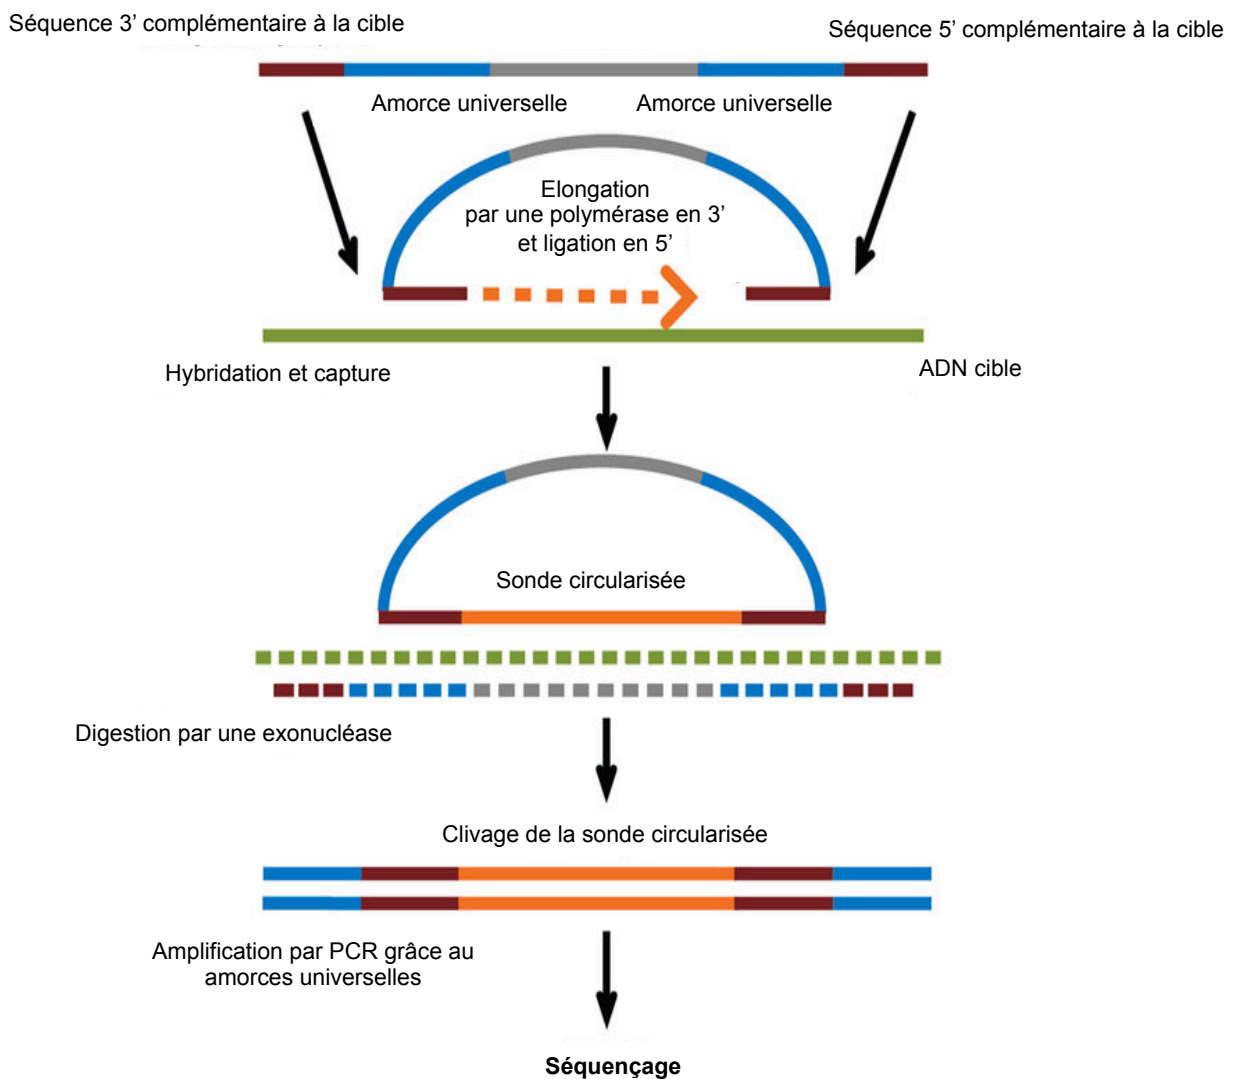 Séquence 3’ complémentaire à la cible
Séquence 5’ complémentaire à la cible
Amorce universelle
Amorce universelle
Elongation
par une polymérase en 3’
et ligation en 5’
Hybridation et capture
ADN cible
Sonde circularisée
Digestion par une exonucléase
Clivage de la sonde circularisée
Amplification par PCR grâce au
amorces universelles
Séquençage